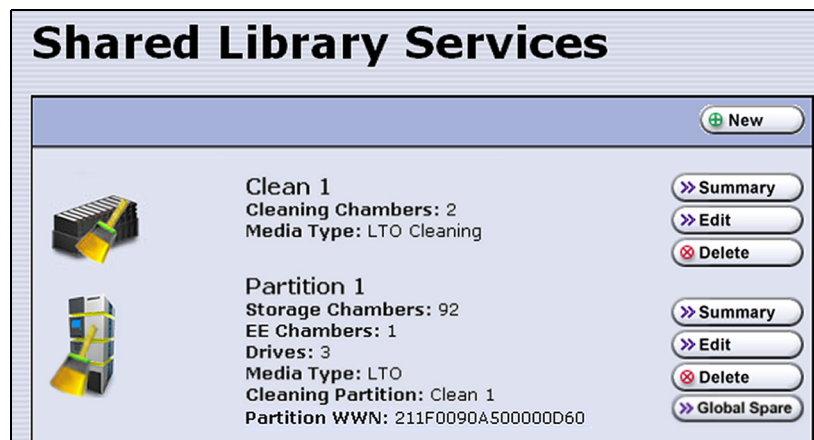 Shared Library Services
New
Clean 1
Cleaning Chambers: 2
Media Type: LTO Cleaning
Summary
Edit
Delete
Partition 1
Storage Chambers: 92
EE Chambers: 1
Drives: 3
Media Type: LTO
Cleaning Partition: Clean 1
Partition WWN: 211F0090A500000D60
Summary
Edit
Delete
Global Spare